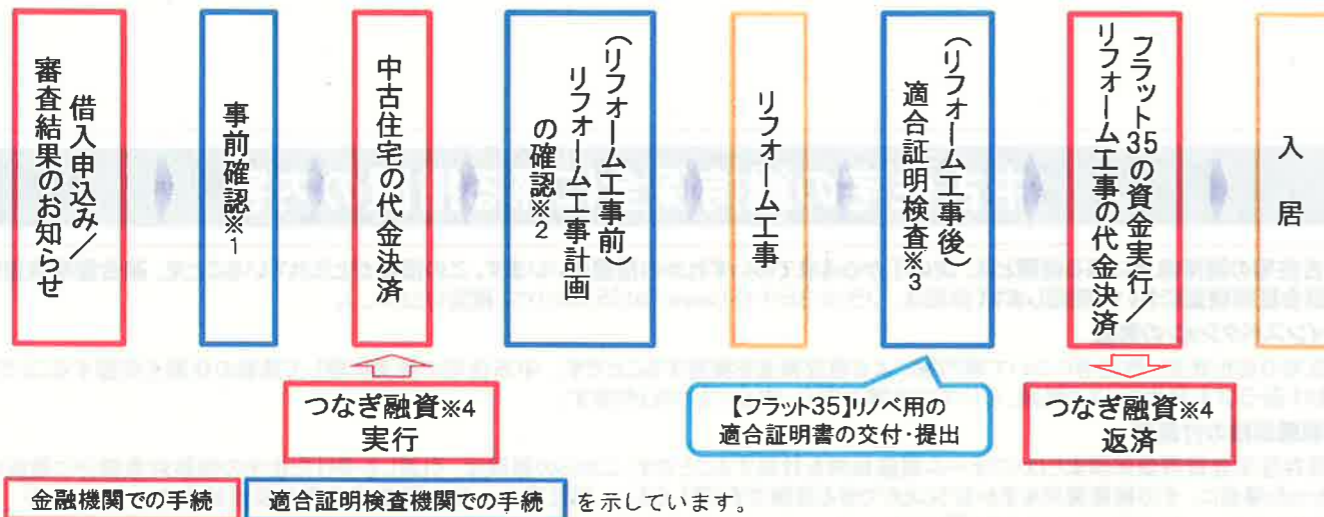 借入申込み/
審査結果のお知らせ
事前確認※1
中古住宅の代金決済
(リフォーム工事前)
リフォーム工事計画
の確認※2
リフォーム工事
(リフォーム工事後)
適合証明検査※3
フラット35の資金実行/
リフォーム工事の代金決済
入居
つなぎ融資※4
実行
【フラット35】リノベ用の
適合証明書の交付・提出
つなぎ融資※4
返済
金融機関での手続 適合証明検査機関での手続 を示しています。